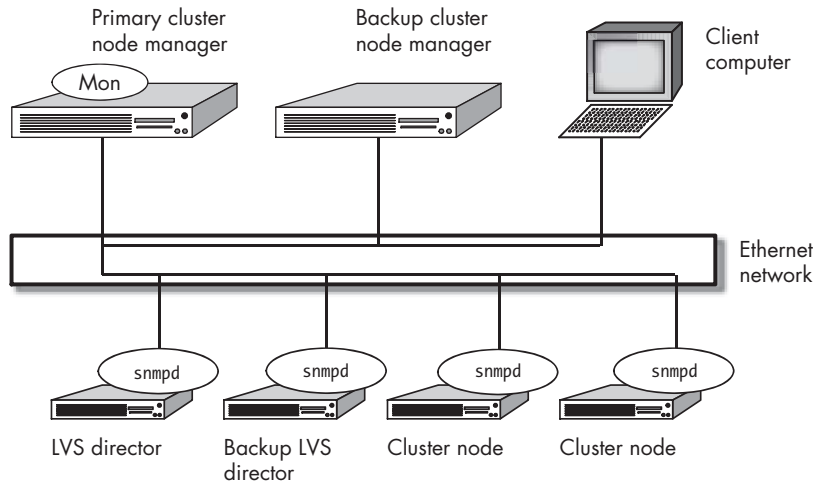 Primary cluster
node manager
Backup cluster
node manager
Client
computer
Mon
Ethernet
network
snmpd
snmpd
snmpd
snmpd
LVS director
Backup LVS
director
Cluster node
Cluster node